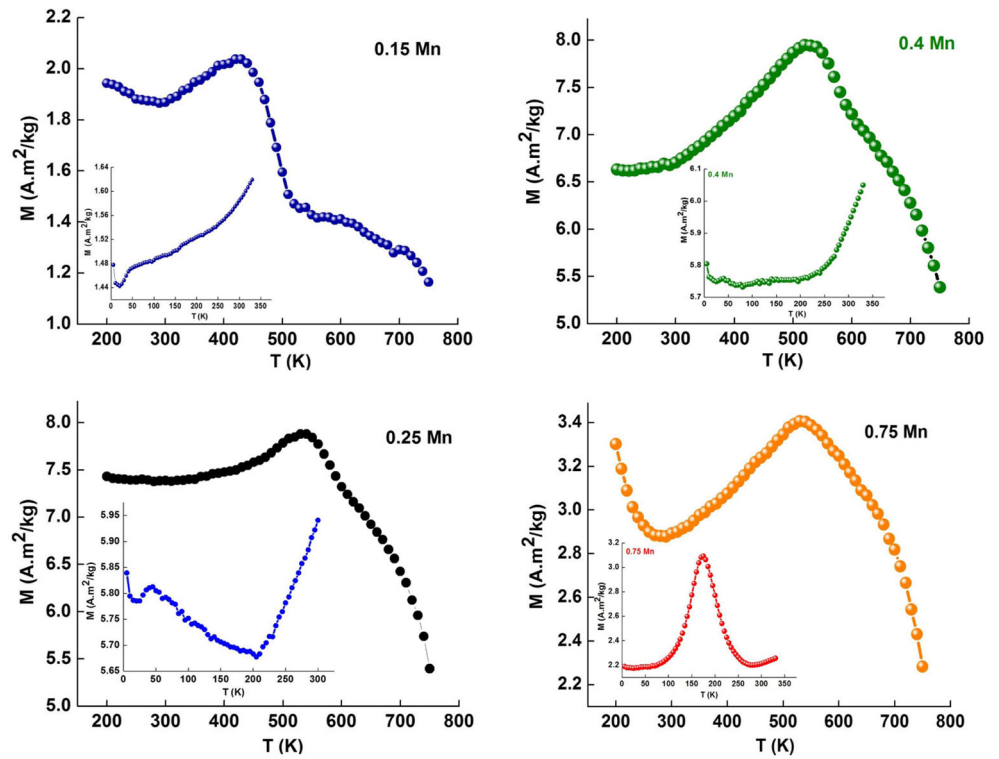 2.2
2.0
1.8
1.6
1.4
1.2
1.0
M (A.m²/kg)
0.15 Mn
200 300 400 500 600 700 800
T (K)
1.64
1.60
1.56
1.52
1.48
1.44
M (A.m²/kg)
0 50 100 150 200 250 300 350
T (K)
8.0
7.5
7.0
6.5
6.0
5.5
5.0
M (A.m²/kg)
0.4 Mn
200 300 400 500 600 700 800
T (K)
6.1
6.0
5.9
5.8
5.7
M (A.m²/kg)
0.4 Mn
0 50 100 150 200 250 300 350
T (K)
8.0
7.5
7.0
6.5
6.0
5.5
5.0
M (A.m²/kg)
0.25 Mn
200 300 400 500 600 700 800
T (K)
5.95
5.90
5.85
5.80
5.75
5.70
5.65
M (A.m²/kg)
0 50 100 150 200 250 300
T (K)
3.4
3.2
3.0
2.8
2.6
2.4
2.2
M (A.m²/kg)
0.75 Mn
200 300 400 500 600 700 800
T (K)
3.2
3.0
2.8
2.6
2.4
2.2
M (A.m²/kg)
0.75 Mn
0 50 100 150 200 250 300 350
T (K)